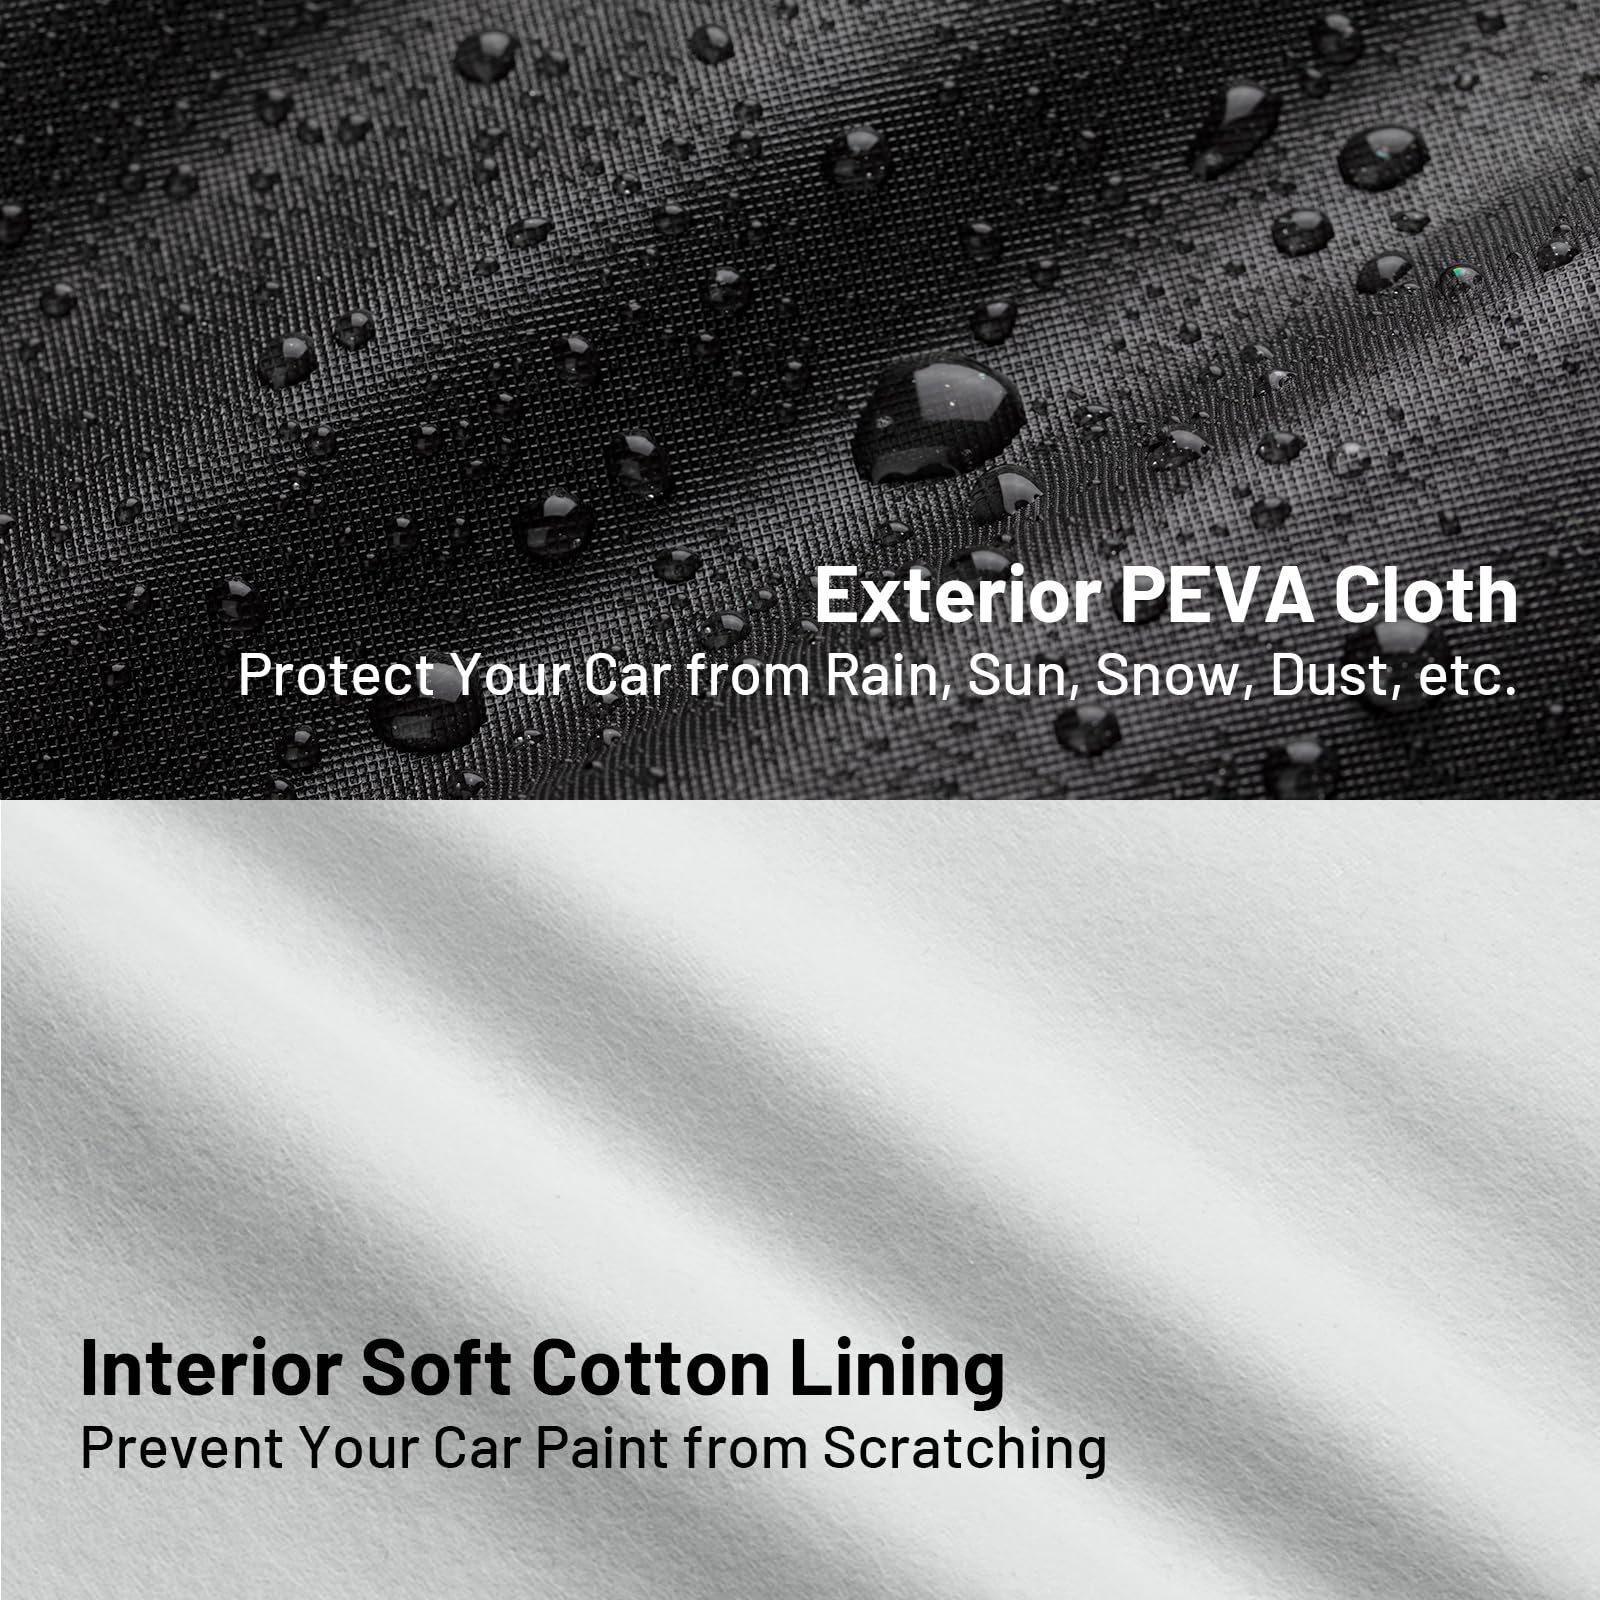 Exterior PEVA Cloth
Protect Your Car from Rain, Sun, Snow, Dust, etc.
Interior Soft Cotton Lining
Prevent Your Car Paint from Scratching